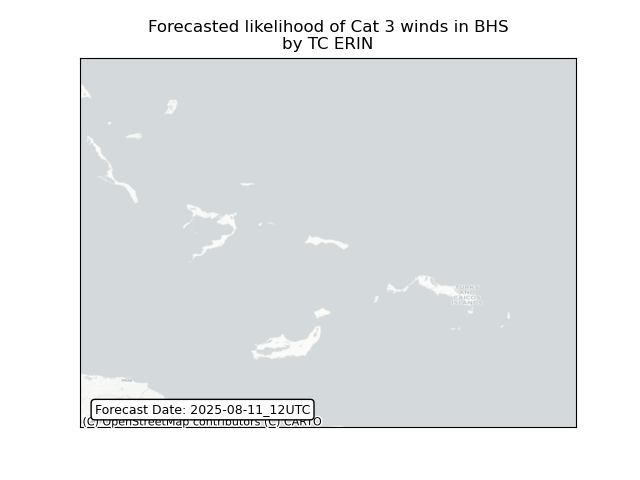 Forecasted likelihood of Cat 3 winds in BHS
by TC ERIN
TURKS
AND
CAICOS
ISLANDS
Forecast Date: 2025-08-11_12UTC
(C) OpenStreetMap contributors (C) CARTO